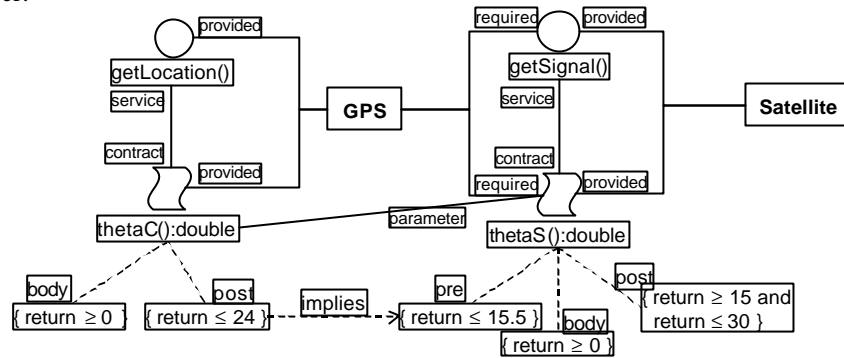 provided
required
provided
getLocation()
getSignal()
service
service
GPS
Satellite
contract
contract
provided
required
provided
parameter
thetaC():double
thetaS():double
body
post
implies
pre
post
{ return ≥ 0 }
{ return ≤ 24 }
{ return ≤ 15.5 }
body
{ return ≥ 0 }
{ return ≥ 15 and
return ≤ 30 }